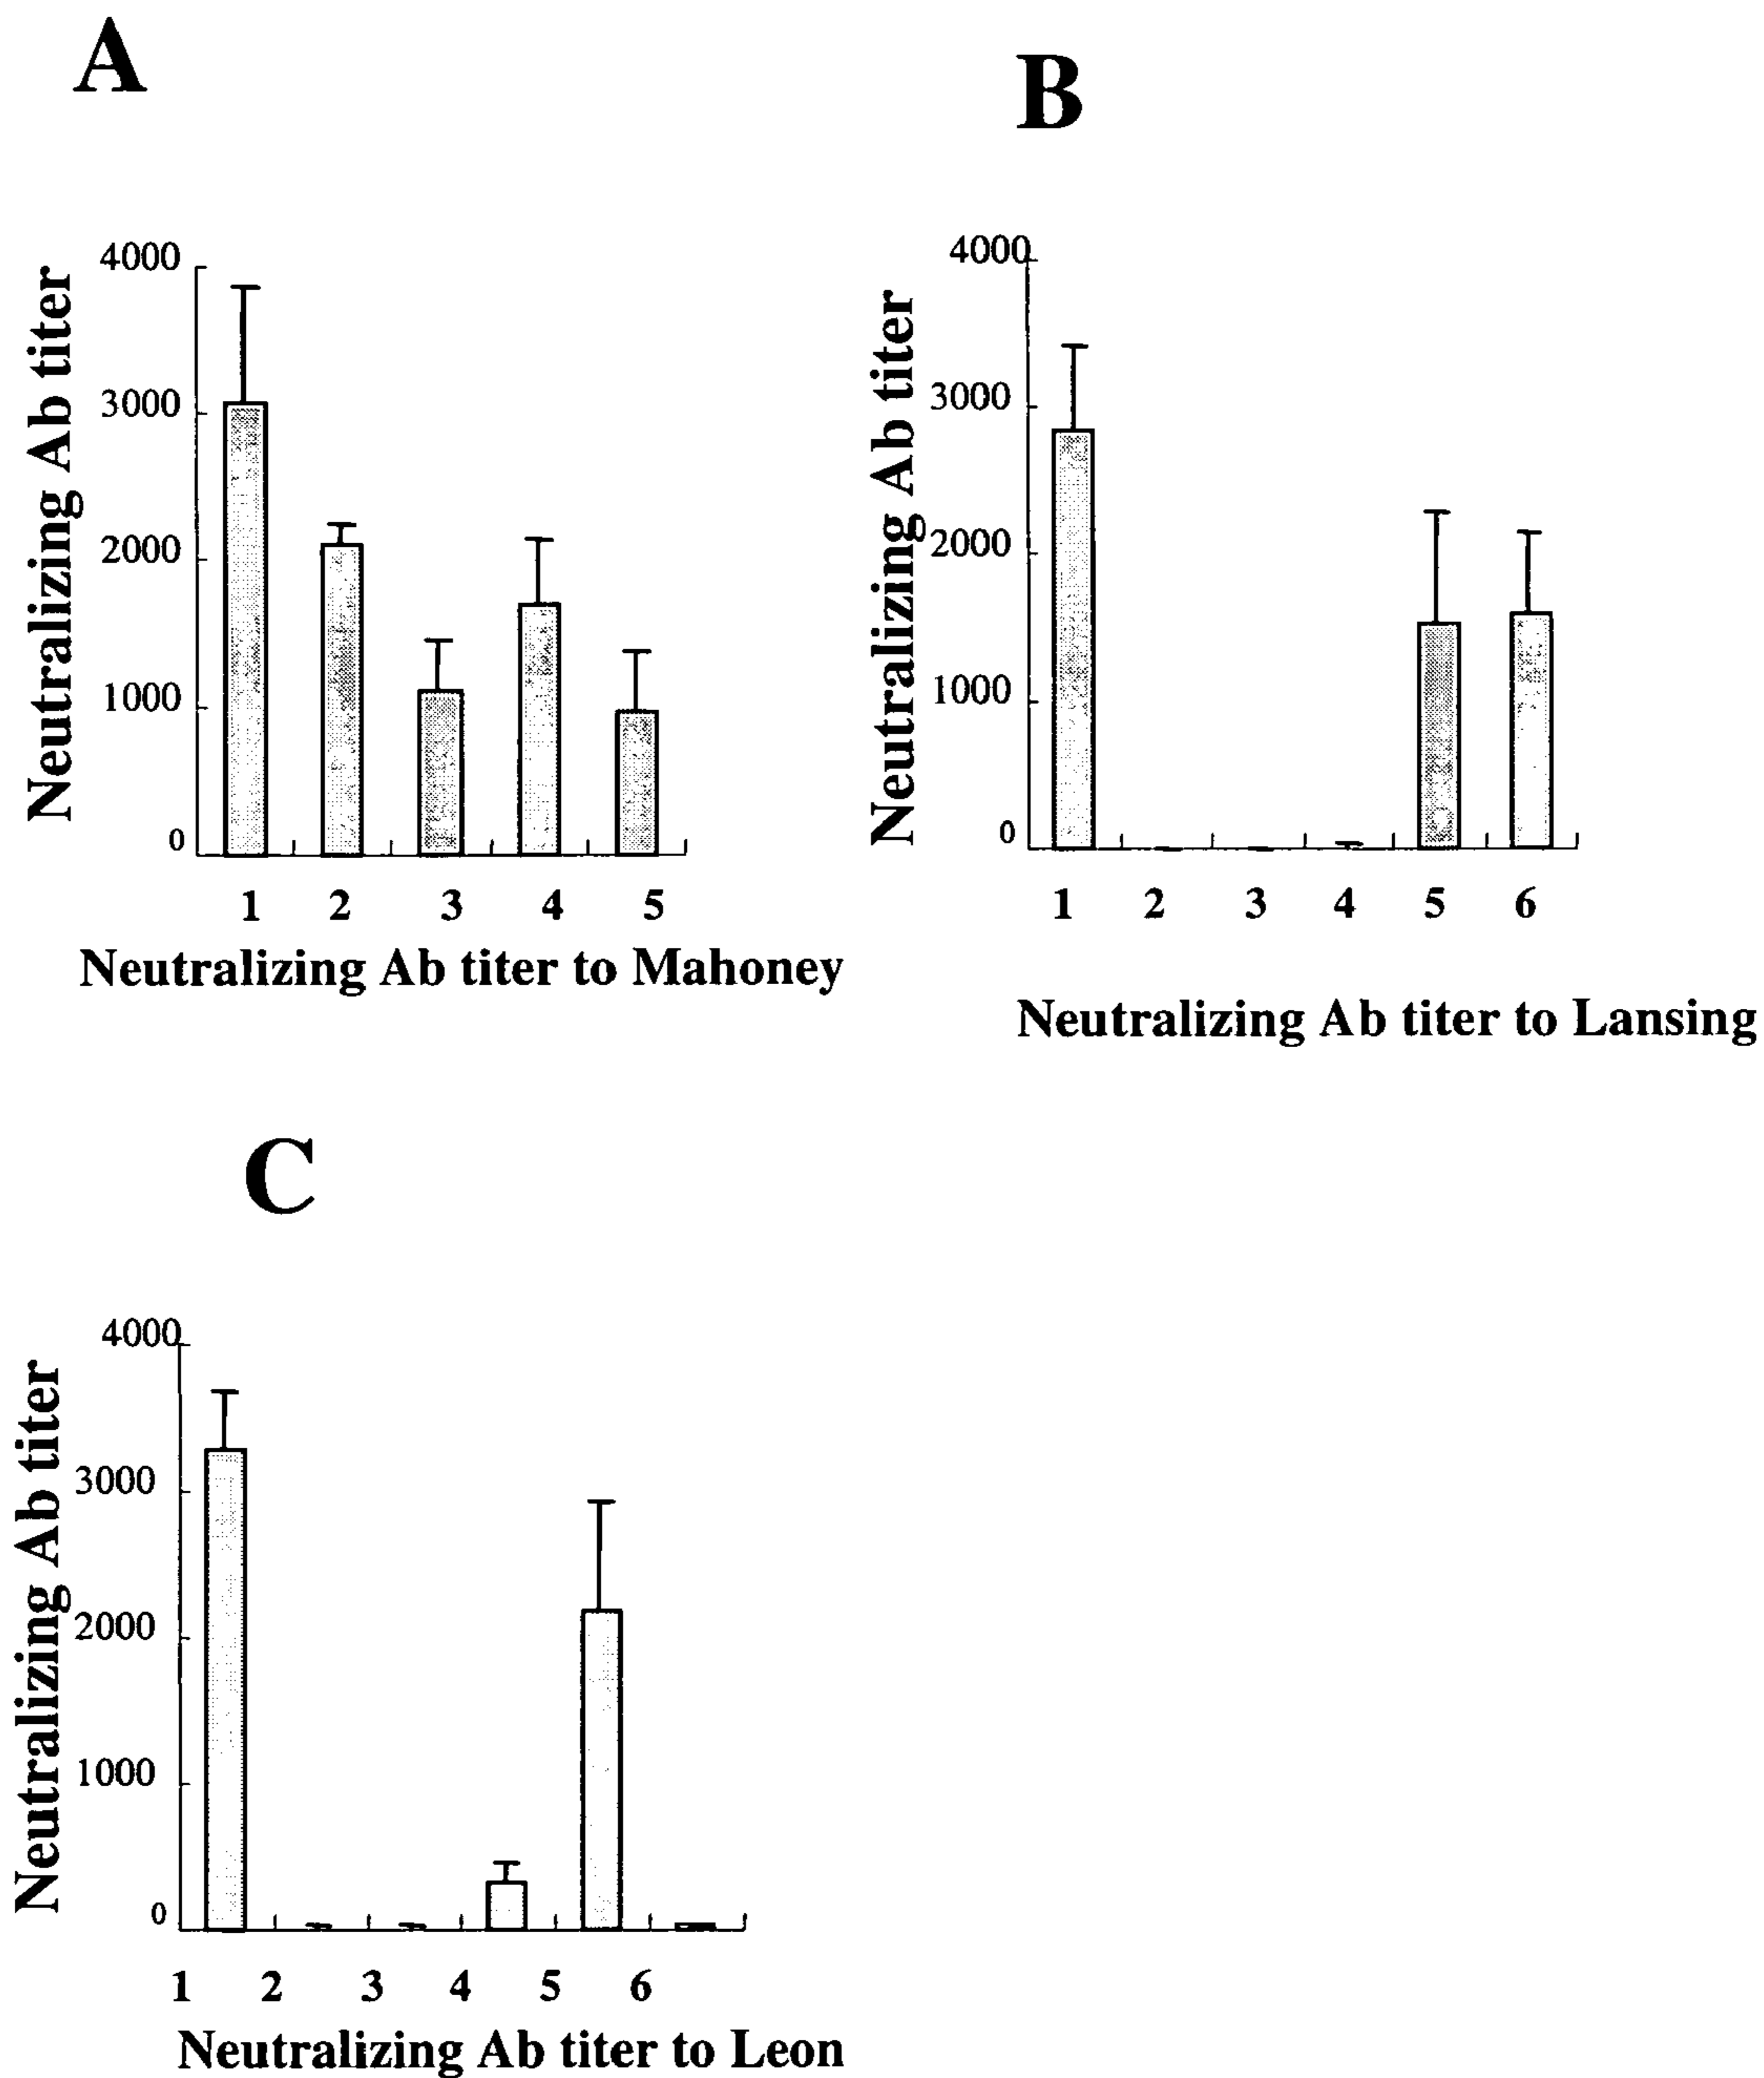 A
B
Neutralizing Ab titer
4000
3000
2000
1000
0
1 2 3 4 5
Neutralizing Ab titer to Mahoney
Neutralizing Ab titer
4000
3000
2000
1000
0
1 2 3 4 5 6
Neutralizing Ab titer to Lansing
C
Neutralizing Ab titer
4000
3000
2000
1000
0
1 2 3 4 5 6
Neutralizing Ab titer to Leon